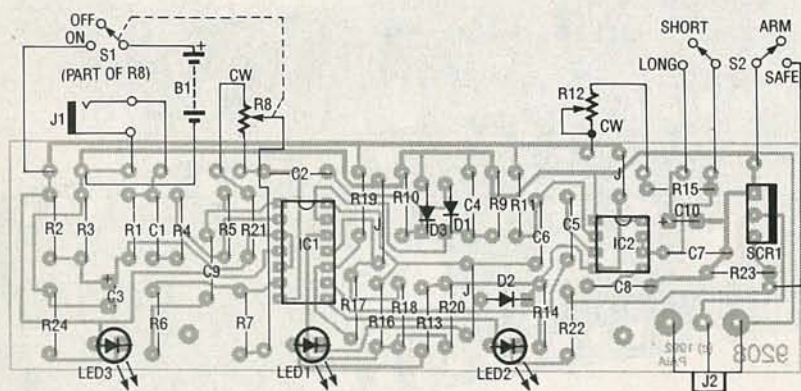 OFF
ON
S1
(PART OF R8)
B1
+
J1
CW
R8
R12
CW
SHORT
LONG
S2
ARM
SAFE
R2
R3
R1
C1
R4
C9
R5
R21
C2
IC1
R19
J
R10
D3
D1
C4
R9
R11
C6
C5
J
IC2
R15
+
C10
C7
SCR1
R23
C8
+
C3
R24
R6
R7
R17
R16
R18
R13
R20
J
D2
R14
R22
LED3
LED1
LED2
9208
(c) 1992
PAIA
J2